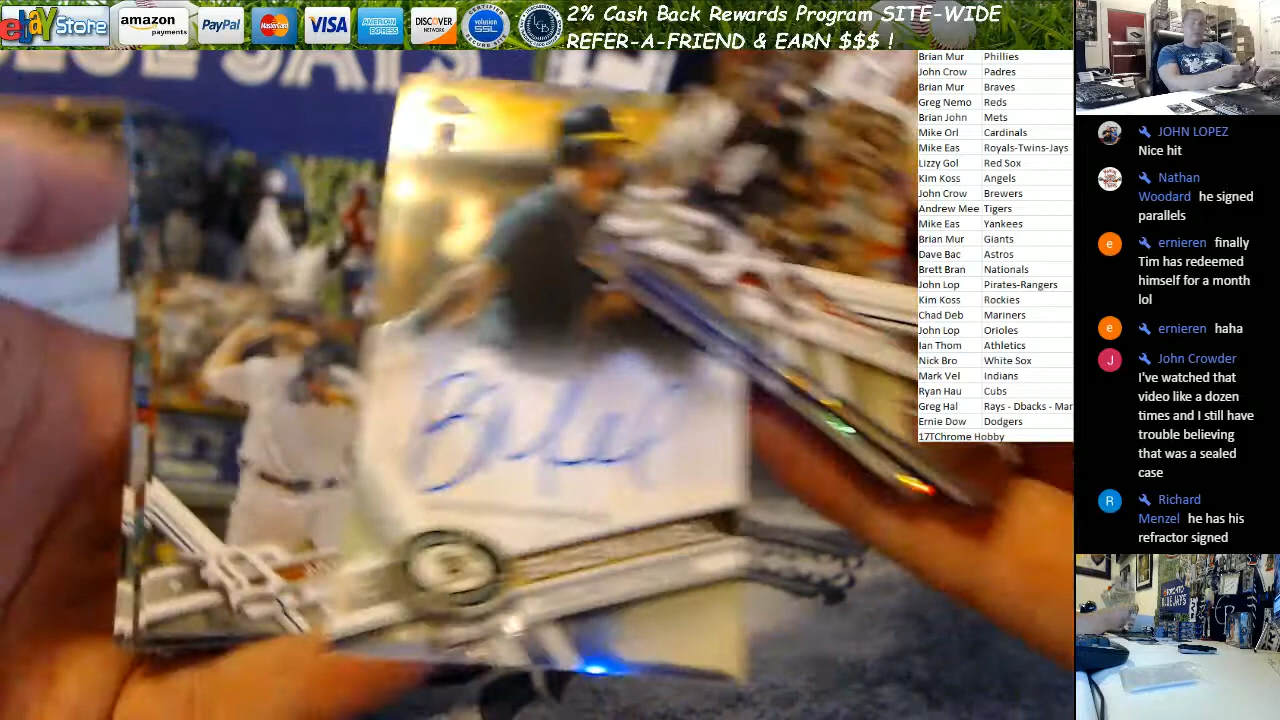 ebay Store
amazon payments
PayPal
MasterCard
VISA
AMERICAN EXPRESS
DISCOVER NETWORK
volusion SSL
2% Cash Back Rewards Program SITE-WIDE
REFER-A-FRIEND & EARN $$$ !
Brian Mur Phillies
John Crow Padres
Brian Mur Braves
Greg Nemo Reds
Brian John Mets
Mike Orl Cardinals
Mike Eas Royals-Twins-Jays
Lizzy Gol Red Sox
Kim Koss Angels
John Crow Brewers
Andrew Mee Tigers
Mike Eas Yankees
Brian Mur Giants
Dave Bac Astros
Brett Bran Nationals
John Lop Pirates-Rangers
Kim Koss Rockies
Chad Deb Mariners
John Lop Orioles
Ian Thom Athletics
Nick Bro White Sox
Mark Vel Indians
Ryan Hau Cubs
Greg Hal Rays - Dbacks - Mar
Ernie Dow Dodgers
17TChrome Hobby
JOHN LOPEZ
Nice hit
Nathan
Woodard he signed
parallels
e
ernieren finally
Tim has redeemed
himself for a month
lol
e
ernieren haha
J
John Crowder
I've watched that
video like a dozen
times and I still have
trouble believing
that was a sealed
case
R
Richard
Menzel he has his
refractor signed
BLUE JAYS